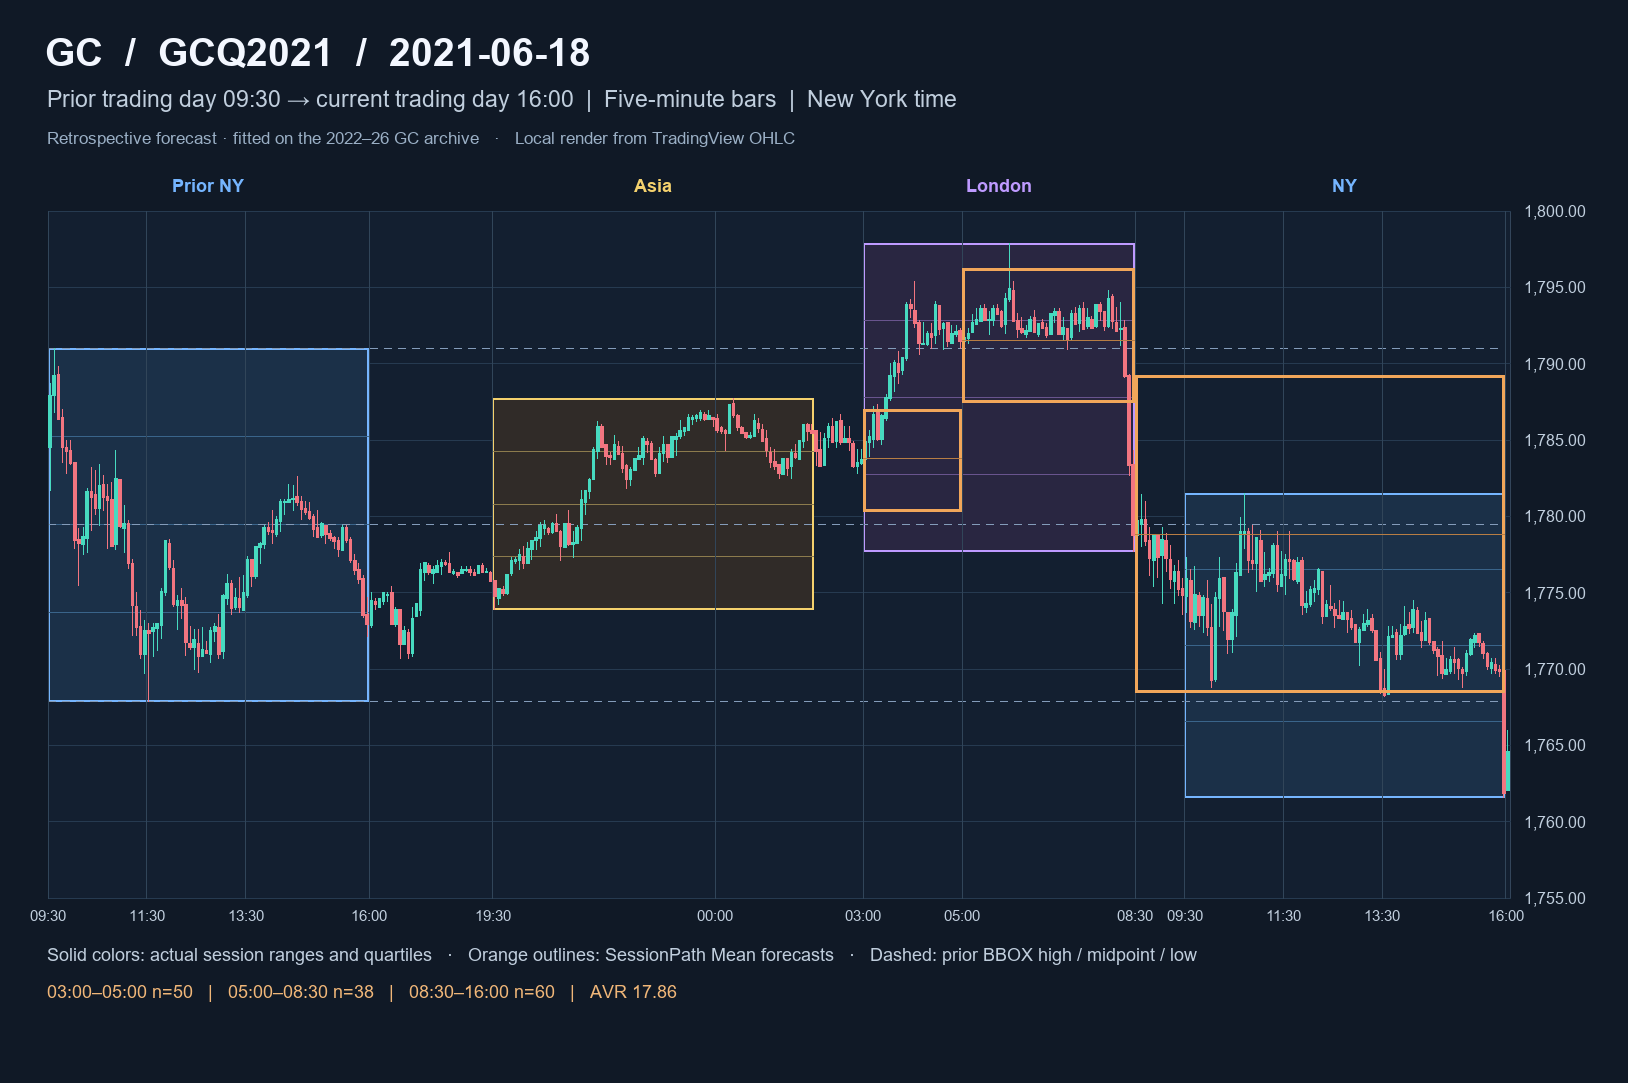 GC / GCQ2021 / 2021-06-18
Prior trading day 09:30 → current trading day 16:00 | Five-minute bars | New York time
Retrospective forecast · fitted on the 2022–26 GC archive · Local render from TradingView OHLC
Prior NY Asia London NY
1,800.00
1,795.00
1,790.00
1,785.00
1,780.00
1,775.00
1,770.00
1,765.00
1,760.00
1,755.00
09:30 11:30 13:30 16:00 19:30 00:00 03:00 05:00 08:30 09:30 11:30 13:30 16:00
Solid colors: actual session ranges and quartiles · Orange outlines: SessionPath Mean forecasts · Dashed: prior BBOX high / midpoint / low
03:00–05:00 n=50 | 05:00–08:30 n=38 | 08:30–16:00 n=60 | AVR 17.86